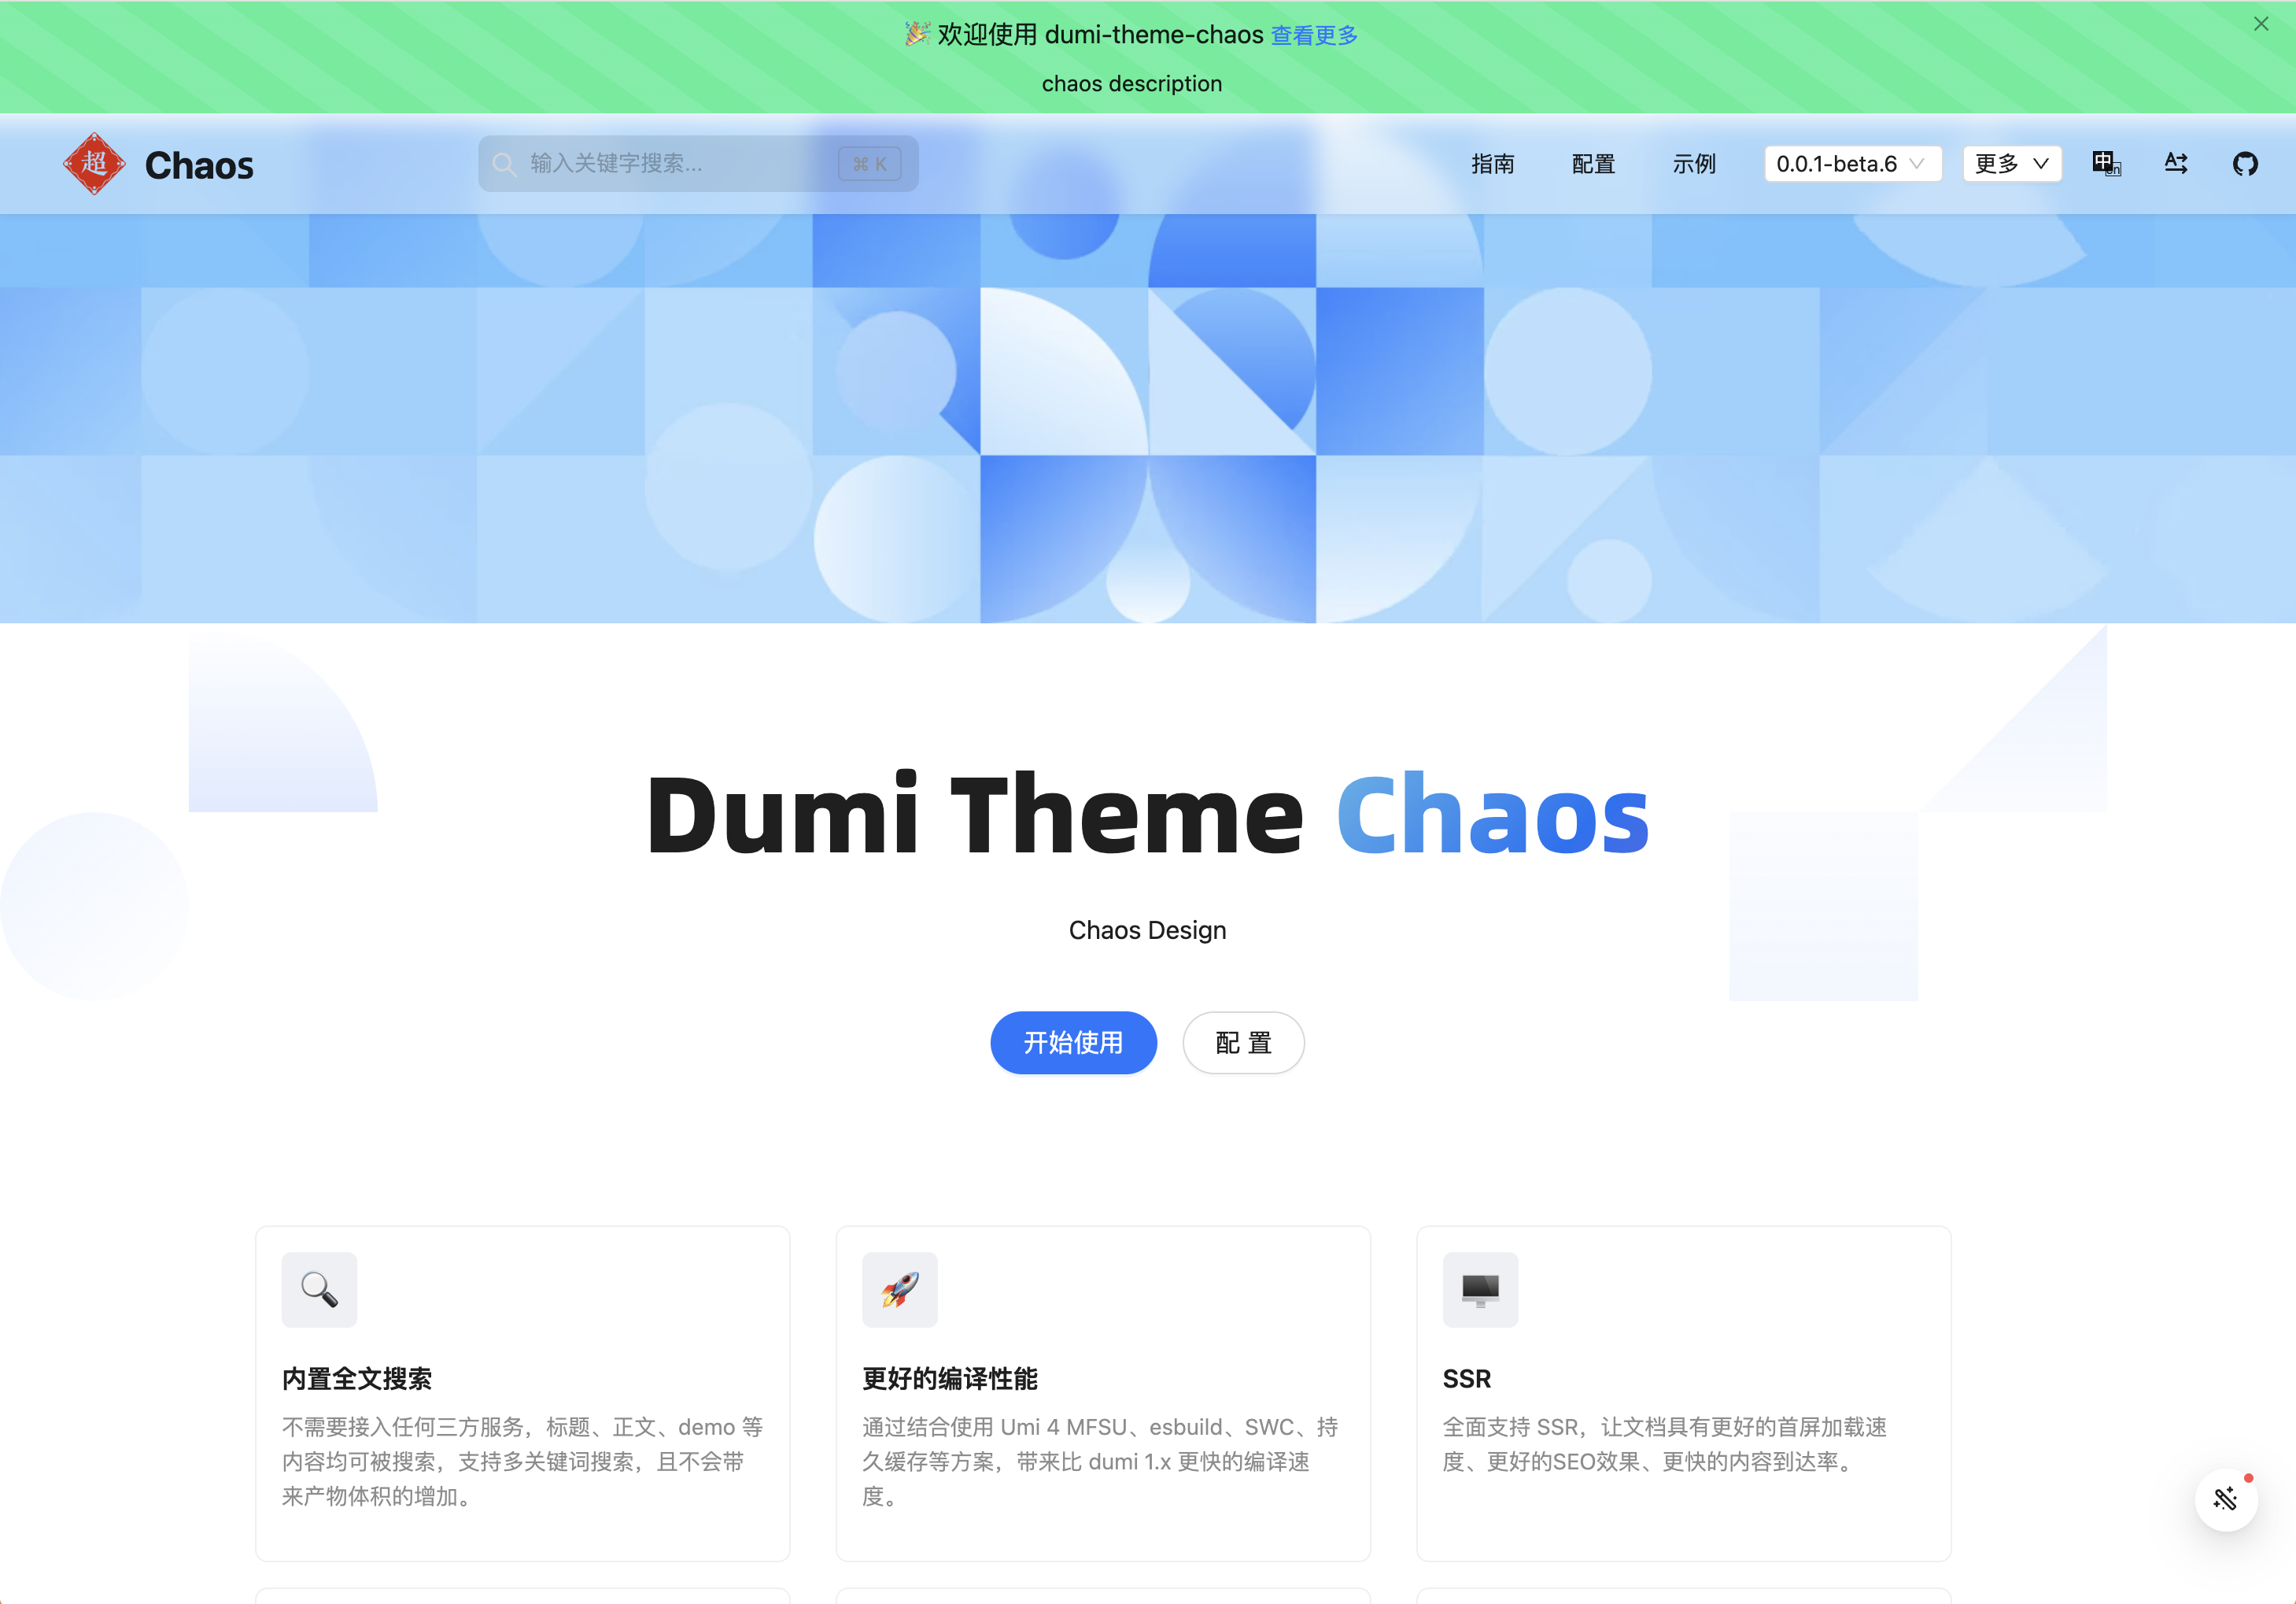 🎉 欢迎使用 dumi-theme-chaos 查看更多
chaos description
超 Chaos 输入关键字搜索... ⌘ K 指南 配置 示例 0.0.1-beta.6 更多 中 en A
Dumi Theme Chaos
Chaos Design
开始使用 配 置
内置全文搜索
不需要接入任何三方服务，标题、正文、demo 等
内容均可被搜索，支持多关键词搜索，且不会带
来产物体积的增加。
更好的编译性能
通过结合使用 Umi 4 MFSU、esbuild、SWC、持
久缓存等方案，带来比 dumi 1.x 更快的编译速
度。
SSR
全面支持 SSR，让文档具有更好的首屏加载速
度、更好的SEO效果、更快的内容到达率。